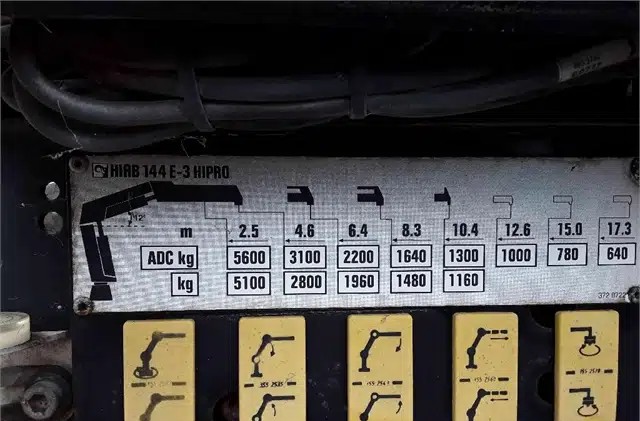 HIAB 144 E-3 HIPRO
m 2.5 4.6 6.4 8.3 10.4 12.6 15.0 17.3
ADC kg 5600 3100 2200 1640 1300 1000 780 640
kg 5100 2800 1960 1480 1160